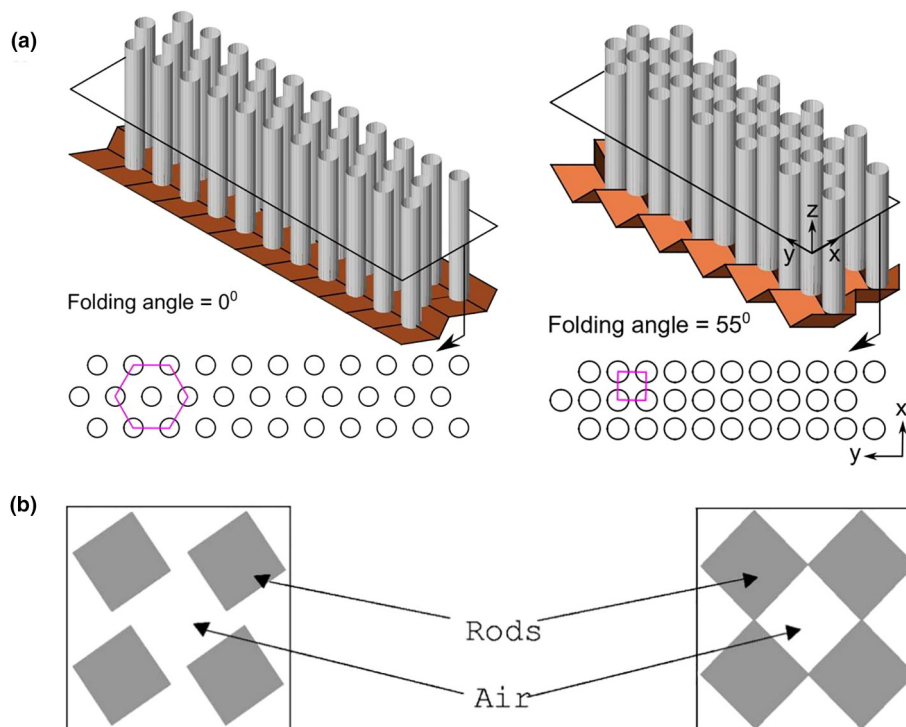 (a)
z
y x
Folding angle = 0⁰
Folding angle = 55⁰
x
y
(b)
Rods
Air